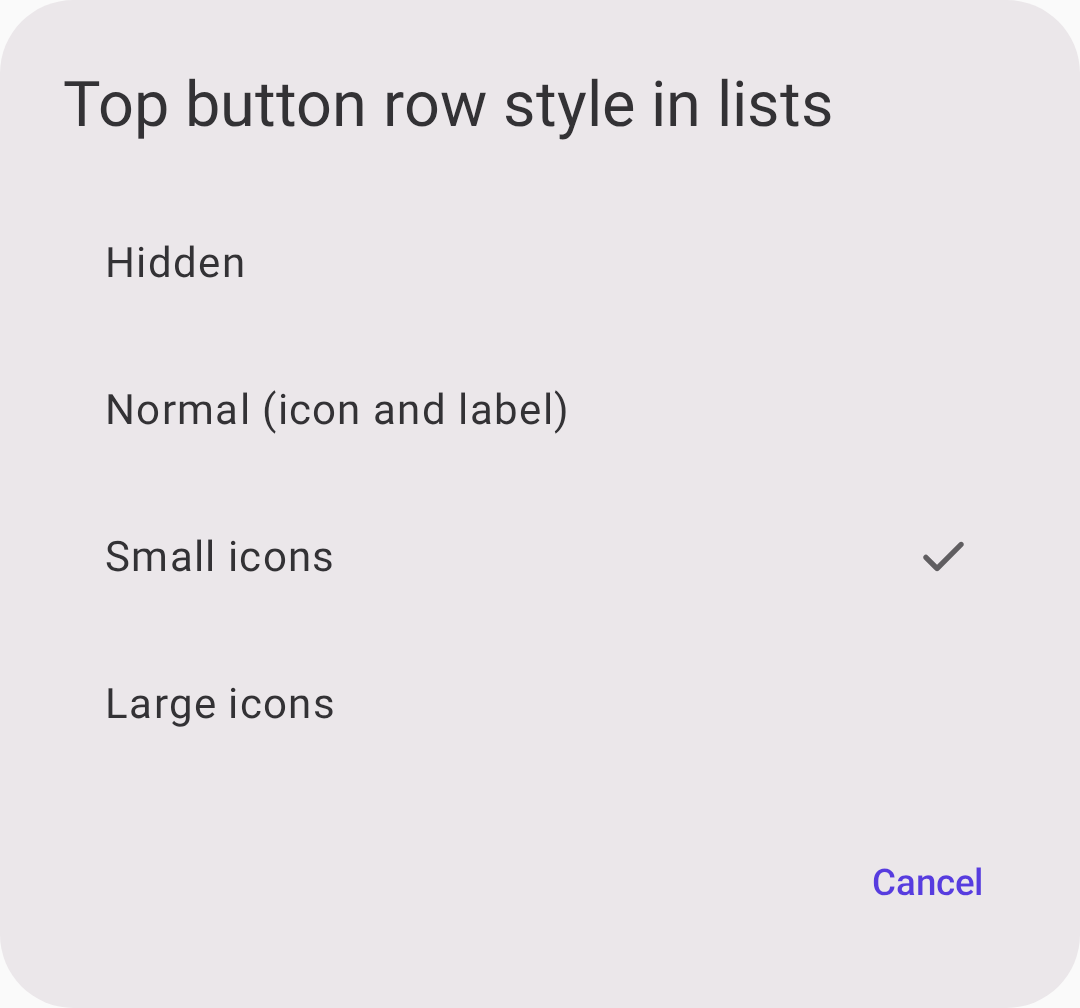 Top button row style in lists
Hidden
Normal (icon and label)
Small icons
Large icons
Cancel